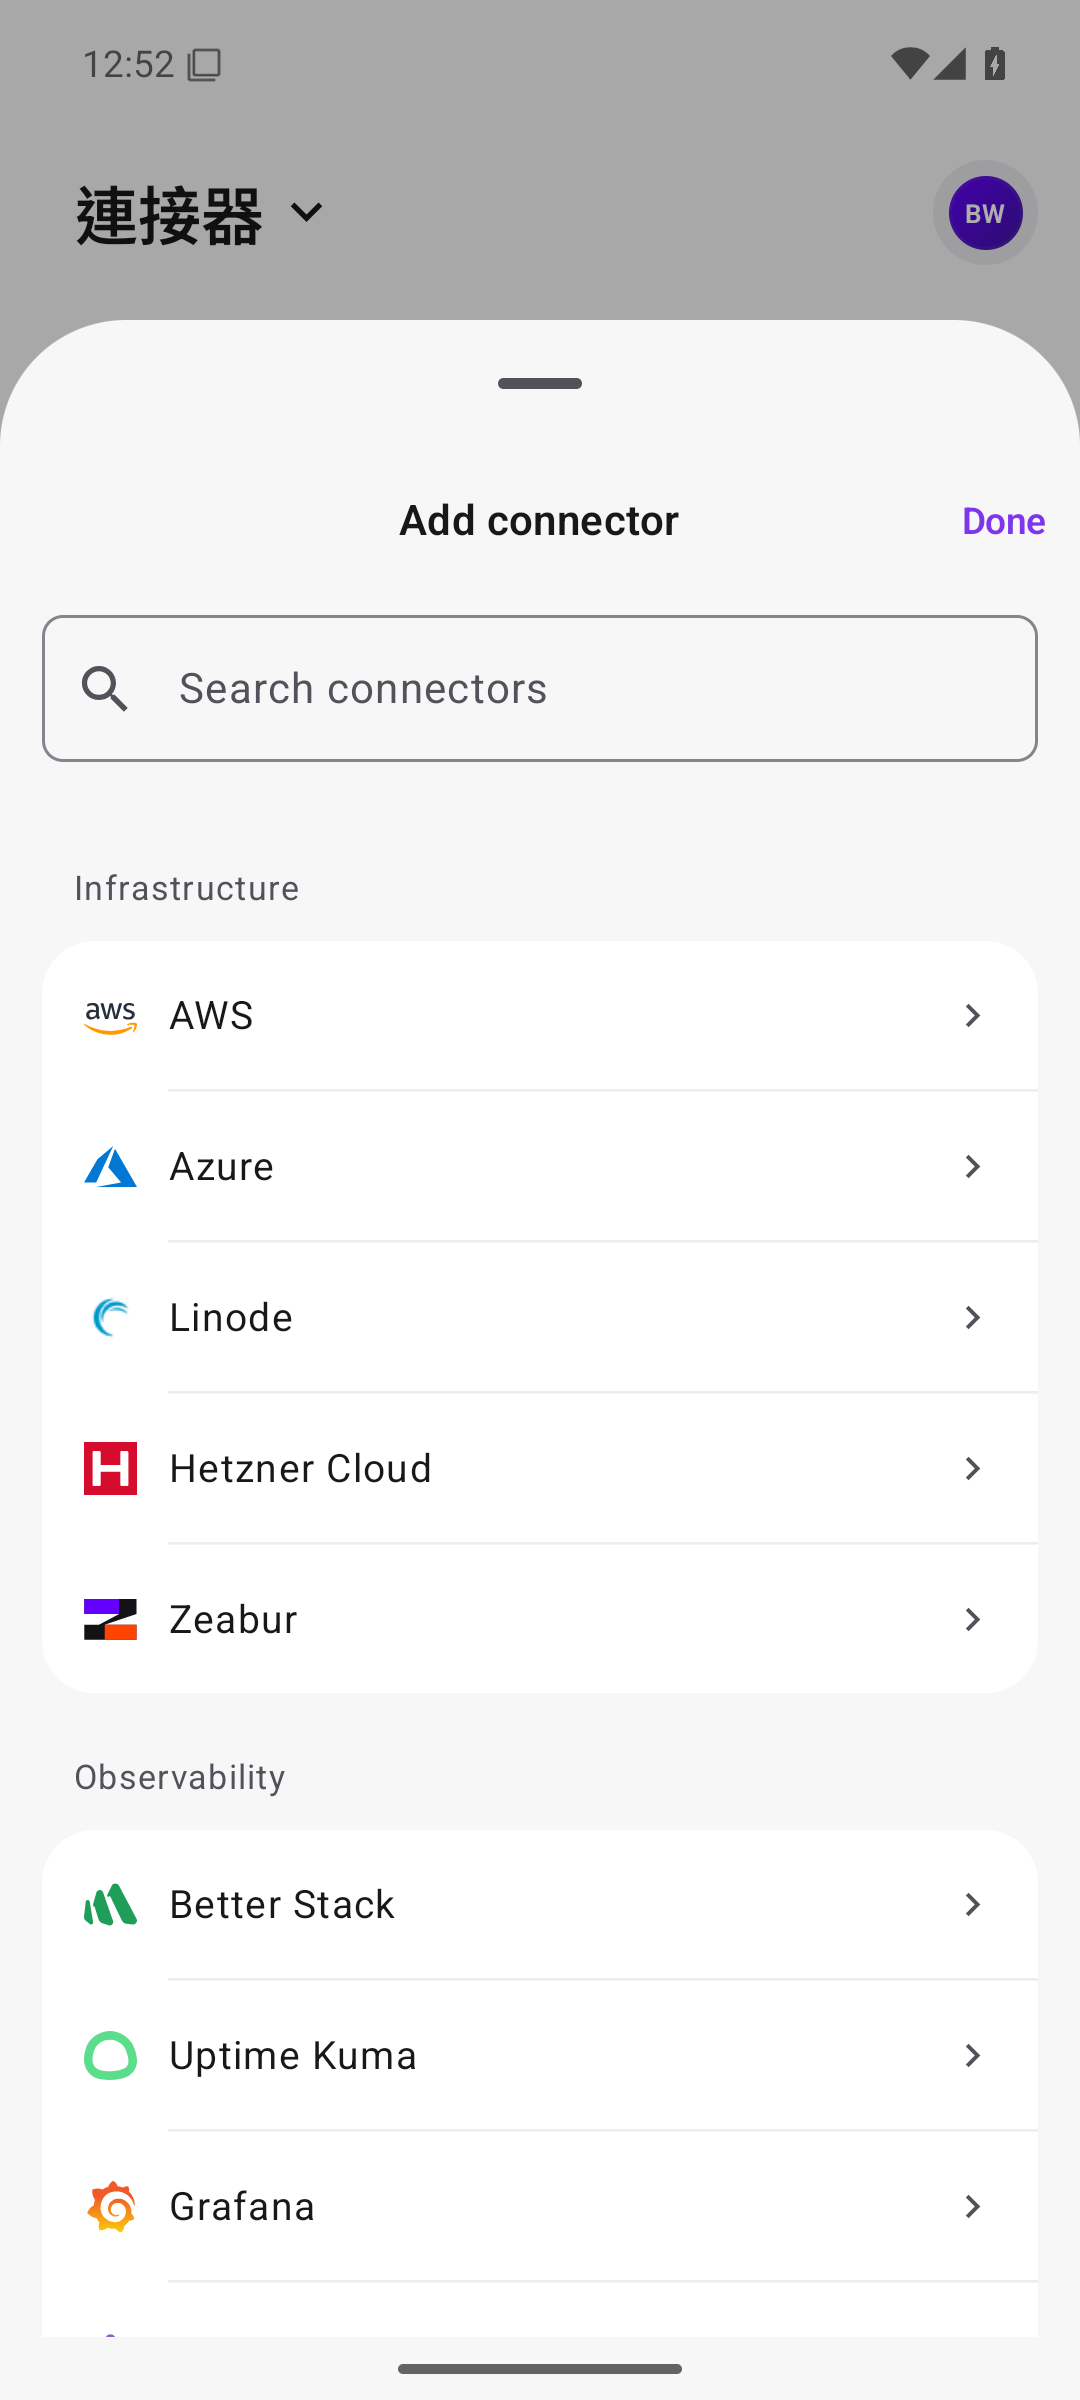 12:52
連接器
BW
Add connector
Done
Search connectors
Infrastructure
aws AWS
Azure
Linode
Hetzner Cloud
Zeabur
Observability
Better Stack
Uptime Kuma
Grafana